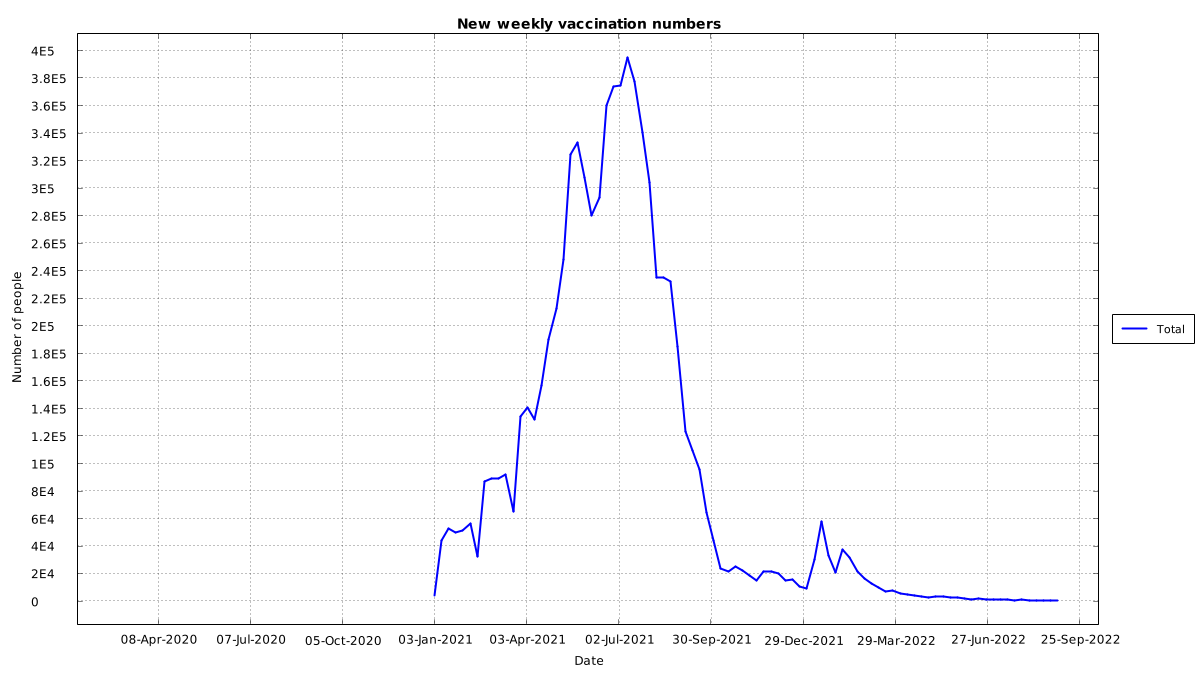 New weekly vaccination numbers
4E5
3.8E5
3.6E5
3.4E5
3.2E5
3E5
2.8E5
2.6E5
2.4E5
2.2E5
2E5
1.8E5
1.6E5
1.4E5
1.2E5
1E5
8E4
6E4
4E4
2E4
0
Number of people
08-Apr-2020 07-Jul-2020 05-Oct-2020 03-Jan-2021 03-Apr-2021 02-Jul-2021 30-Sep-2021 29-Dec-2021 29-Mar-2022 27-Jun-2022 25-Sep-2022
Date
Total